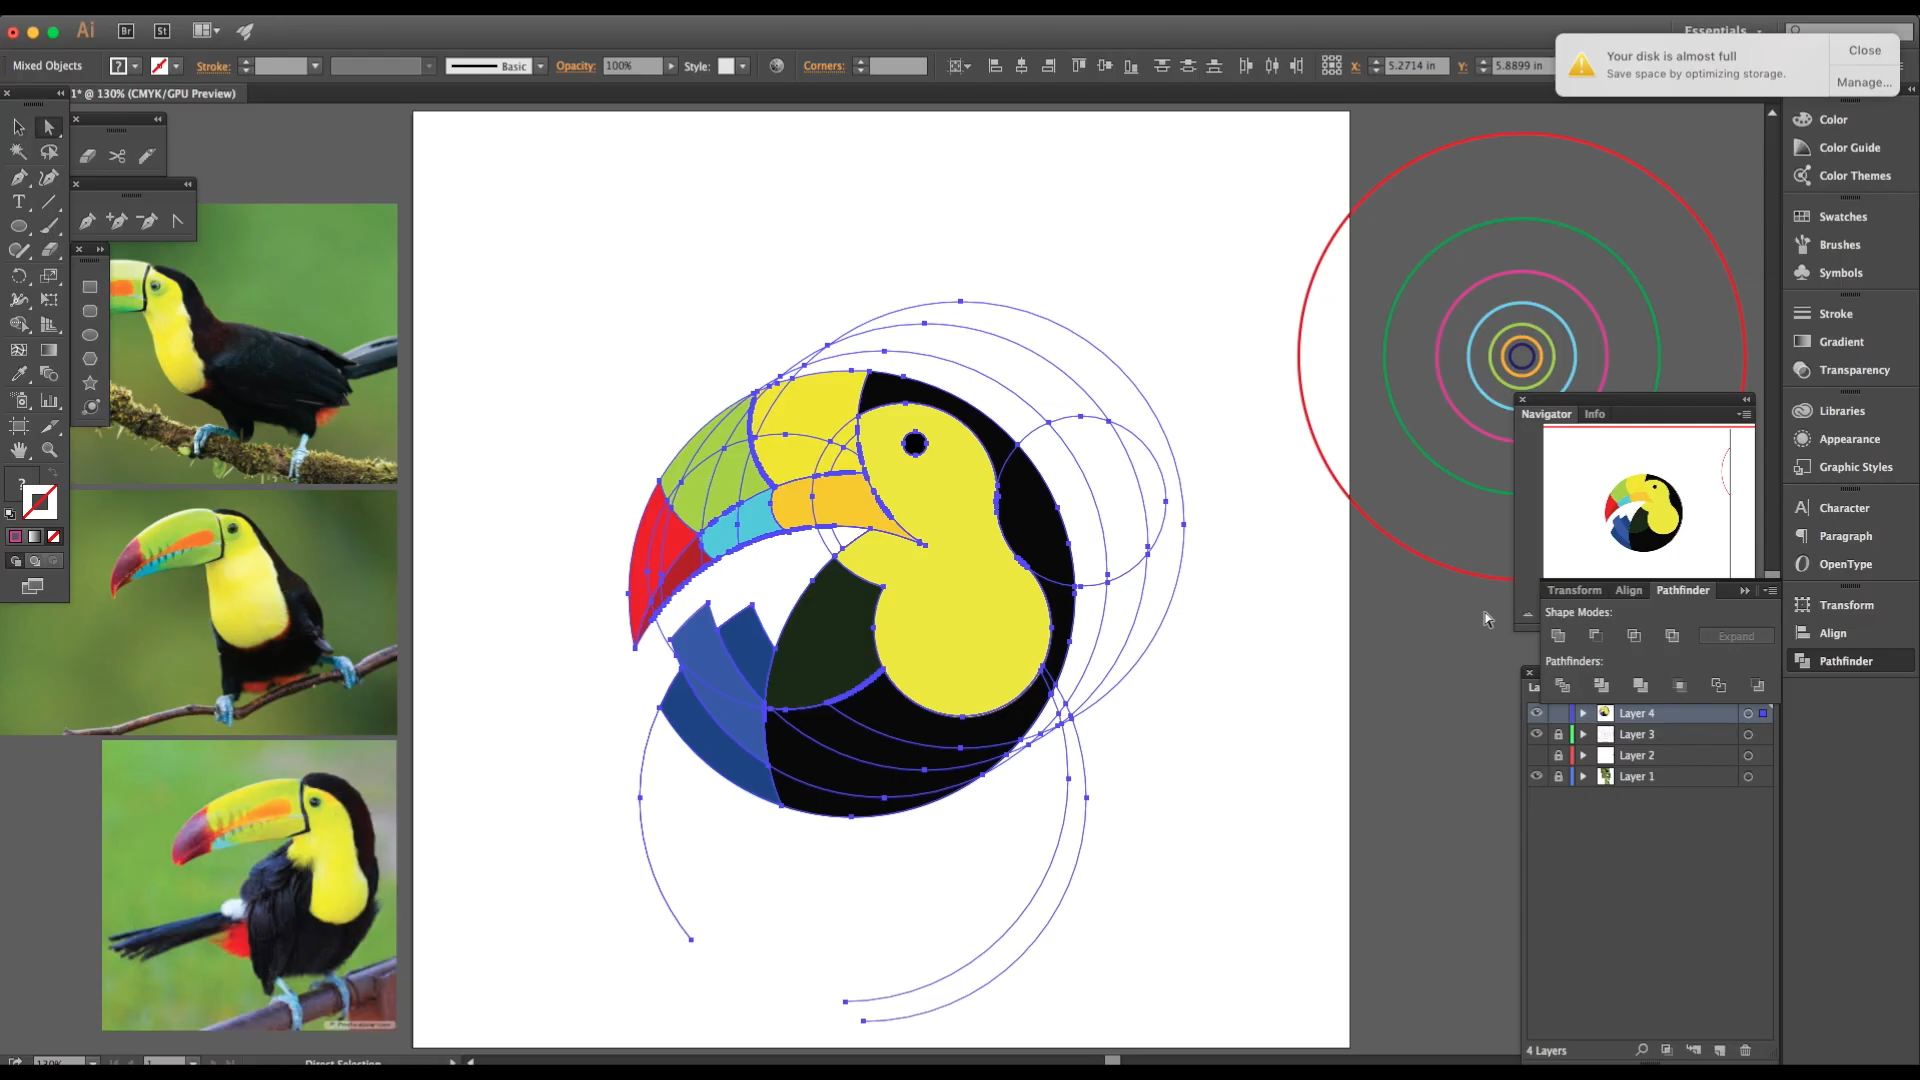 Essentials
Your disk is almost full
Save space by optimizing storage.
Close
Manage...
Ai
Br
St
Mixed Objects
?
Stroke:
Basic
Opacity:
100%
Style:
Corners:
X:
5.2714 in
Y:
5.8899 in
1* @ 130% (CMYK/GPU Preview)
T
?
Color
Color Guide
Color Themes
Swatches
Brushes
Symbols
Stroke
Gradient
Transparency
Libraries
Appearance
Graphic Styles
Character
Paragraph
OpenType
Transform
Align
Pathfinder
Navigator
Info
Transform
Align
Pathfinder
Shape Modes:
Expand
Pathfinders:
La
Layer 4
Layer 3
Layer 2
Layer 1
4 Layers
130%
1
Direct Selection